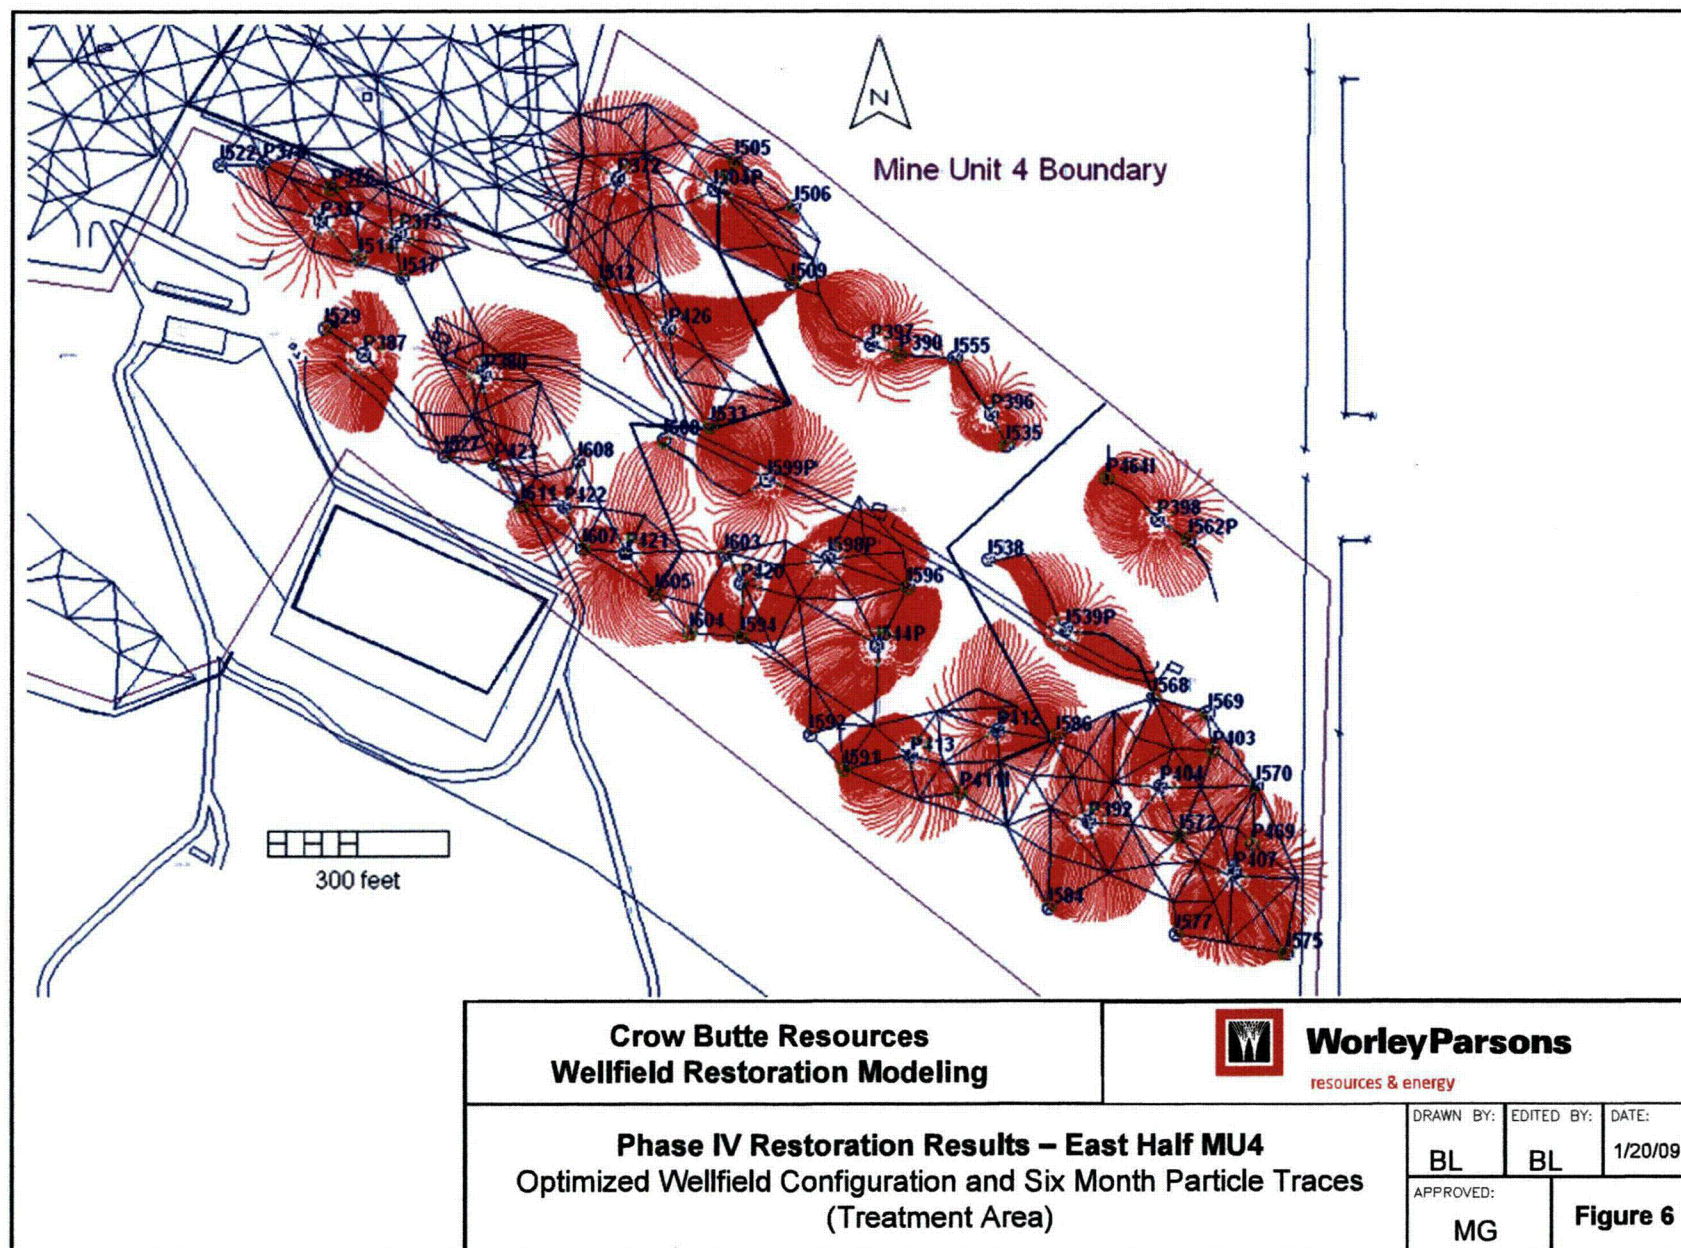 N
Mine Unit 4 Boundary
I505
P372
I504P
I506
I522
P376
P377
P375
I517
I512
I509
P426
I529
P387
P397
P390
I555
P380
P396
I533
I535
I527
P423
I608
I599P
P464I
P398
I562P
I611
P422
I607
P421
I603
I598P
I538
P420
I596
I605
I539P
I604
I594
I544P
I568
I569
I592
P412
I586
P403
P413
I591
P411I
P404
I570
P392
I572
P469
P407
I584
I577
I575
300 feet
Crow Butte Resources
Wellfield Restoration Modeling
WorleyParsons
resources & energy
Phase IV Restoration Results – East Half MU4
Optimized Wellfield Configuration and Six Month Particle Traces
(Treatment Area)
DRAWN BY:
BL
EDITED BY:
BL
DATE:
1/20/09
APPROVED:
MG
Figure 6